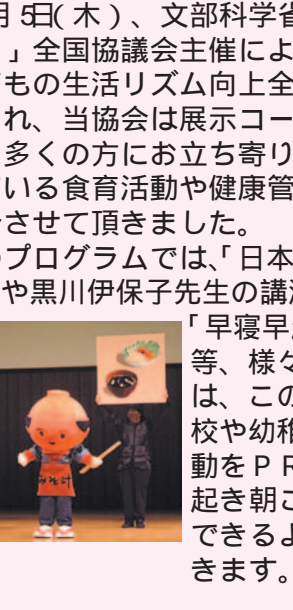 月5日(木)、文部科学省
」全国協議会主催によ
どもの生活リズム向上全
れ、当協会は展示コー
多くの方にお立ち寄り
いる食育活動や健康管
させて頂きました。
プログラムでは、「日本
や黒川伊保子先生の講演
「早寝早
等、様々
は、この
校や幼稚
動をPR
起き朝ご
できるよ
きます。
みそけ